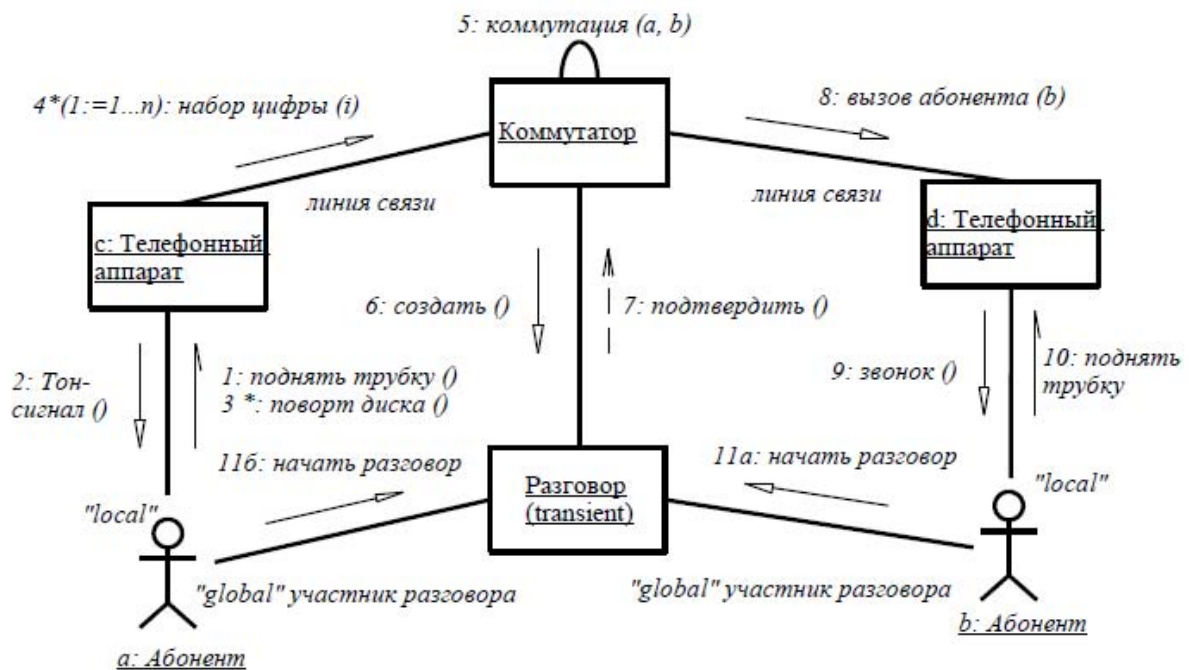 5: коммутация (a, b)
4*(1:=1...n): набор цифры (i)
8: вызов абонента (b)
Коммутатор
линия связи
линия связи
c: Телефонный
аппарат
d: Телефонный
аппарат
6: создать ()
7: подтвердить ()
2: Тон-
сигнал ()
1: поднять трубку ()
3 *: поворт диска ()
9: звонок ()
10: поднять
трубку
11б: начать разговор
11а: начать разговор
Разговор
(transient)
"local"
"local"
"global" участник разговора
"global" участник разговора
a: Абонент
b: Абонент